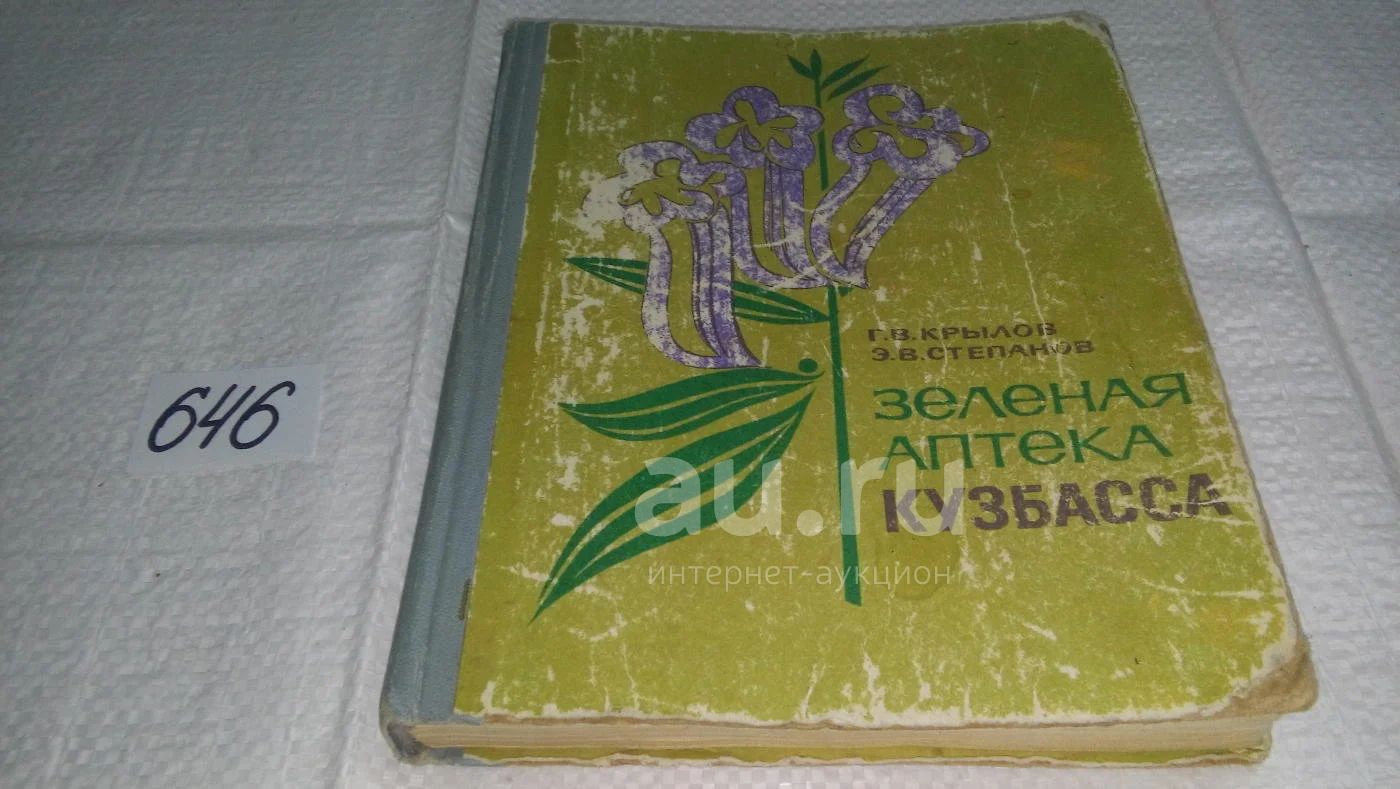 646
Г.В.КРЫЛОВ
Э.В.СТЕПАНОВ
ЗЕЛЕНАЯ
АПТЕКА
КУЗБАССА
au.ru
интернет-аукцион